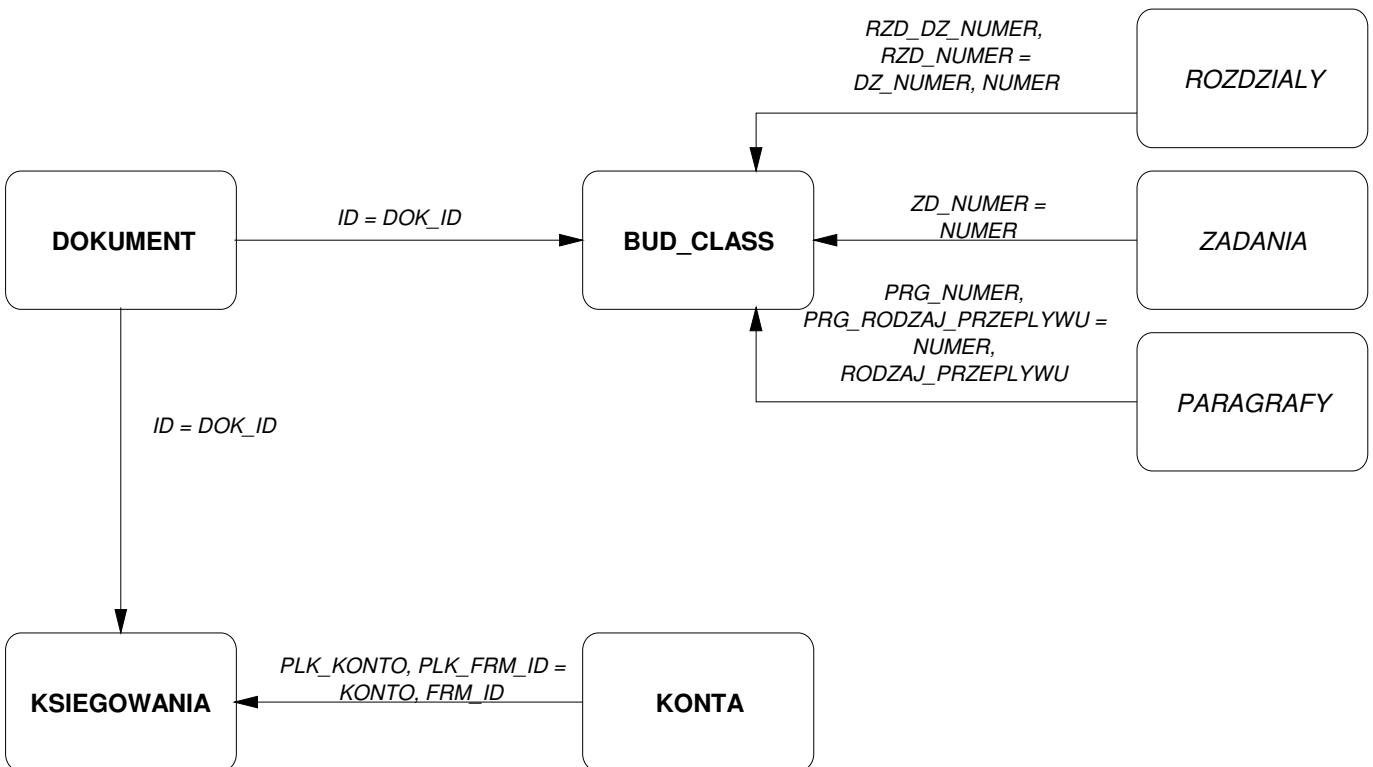 RZD_DZ_NUMER,
RZD_NUMER =
DZ_NUMER, NUMER
ROZDZIALY
DOKUMENT
ID = DOK_ID
BUD_CLASS
ZD_NUMER =
NUMER
ZADANIA
PRG_NUMER,
PRG_RODZAJ_PRZEPLYWU =
NUMER,
RODZAJ_PRZEPLYWU
PARAGRAFY
ID = DOK_ID
KSIEGOWANIA
PLK_KONTO, PLK_FRM_ID =
KONTO, FRM_ID
KONTA